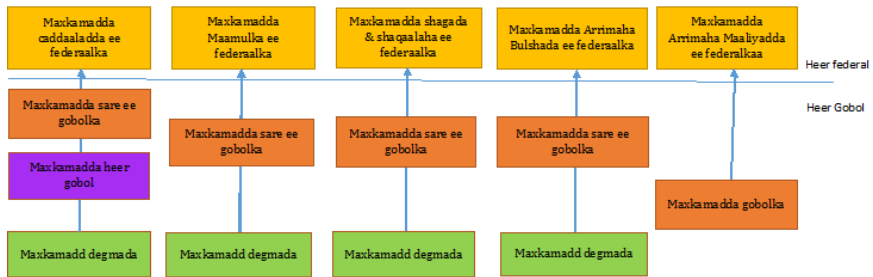 Maxkamadda
caddaaladda ee
federaalka
Maxkamadda
Maamulka ee
federaalka
Maxkamadda shagada
& shaqaalaha ee
federaalka
Maxkamadda Arrimaha
Bulshada ee federaalka
Maxkamadda
Arrimaha Maaliyadda
ee federalkaa
Heer federal
Heer Gobol
Maxkamadda sare ee
gobolka
Maxkamadda sare ee
gobolka
Maxkamadda sare ee
gobolka
Maxkamadda sare ee
gobolka
Maxkamadda heer
gobol
Maxkamadda gobolka
Maxkamadd degmada
Maxkamadd degmada
Maxkamadd degmada
Maxkamadd degmada